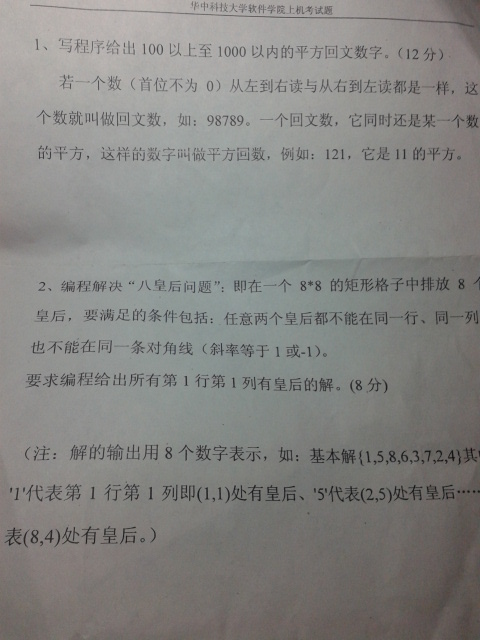 华中科技大学软件学院上机考试题
1、写程序给出 100 以上至 1000 以内的平方回文数字。（12 分）
若一个数（首位不为 0）从左到右读与从右到左读都是一样，这
个数就叫做回文数，如：98789。一个回文数，它同时还是某一个数
的平方，这样的数字叫做平方回数，例如：121，它是 11 的平方。
2、编程解决“八皇后问题”：即在一个 8*8 的矩形格子中排放 8 个
皇后，要满足的条件包括：任意两个皇后都不能在同一行、同一列
也不能在同一条对角线（斜率等于 1 或-1）。
要求编程给出所有第 1 行第 1 列有皇后的解。(8 分)
（注：解的输出用 8 个数字表示，如：基本解{1,5,8,6,3,7,2,4}其
'1'代表第 1 行第 1 列即(1,1)处有皇后、'5'代表(2,5)处有皇后……
表(8,4)处有皇后。）